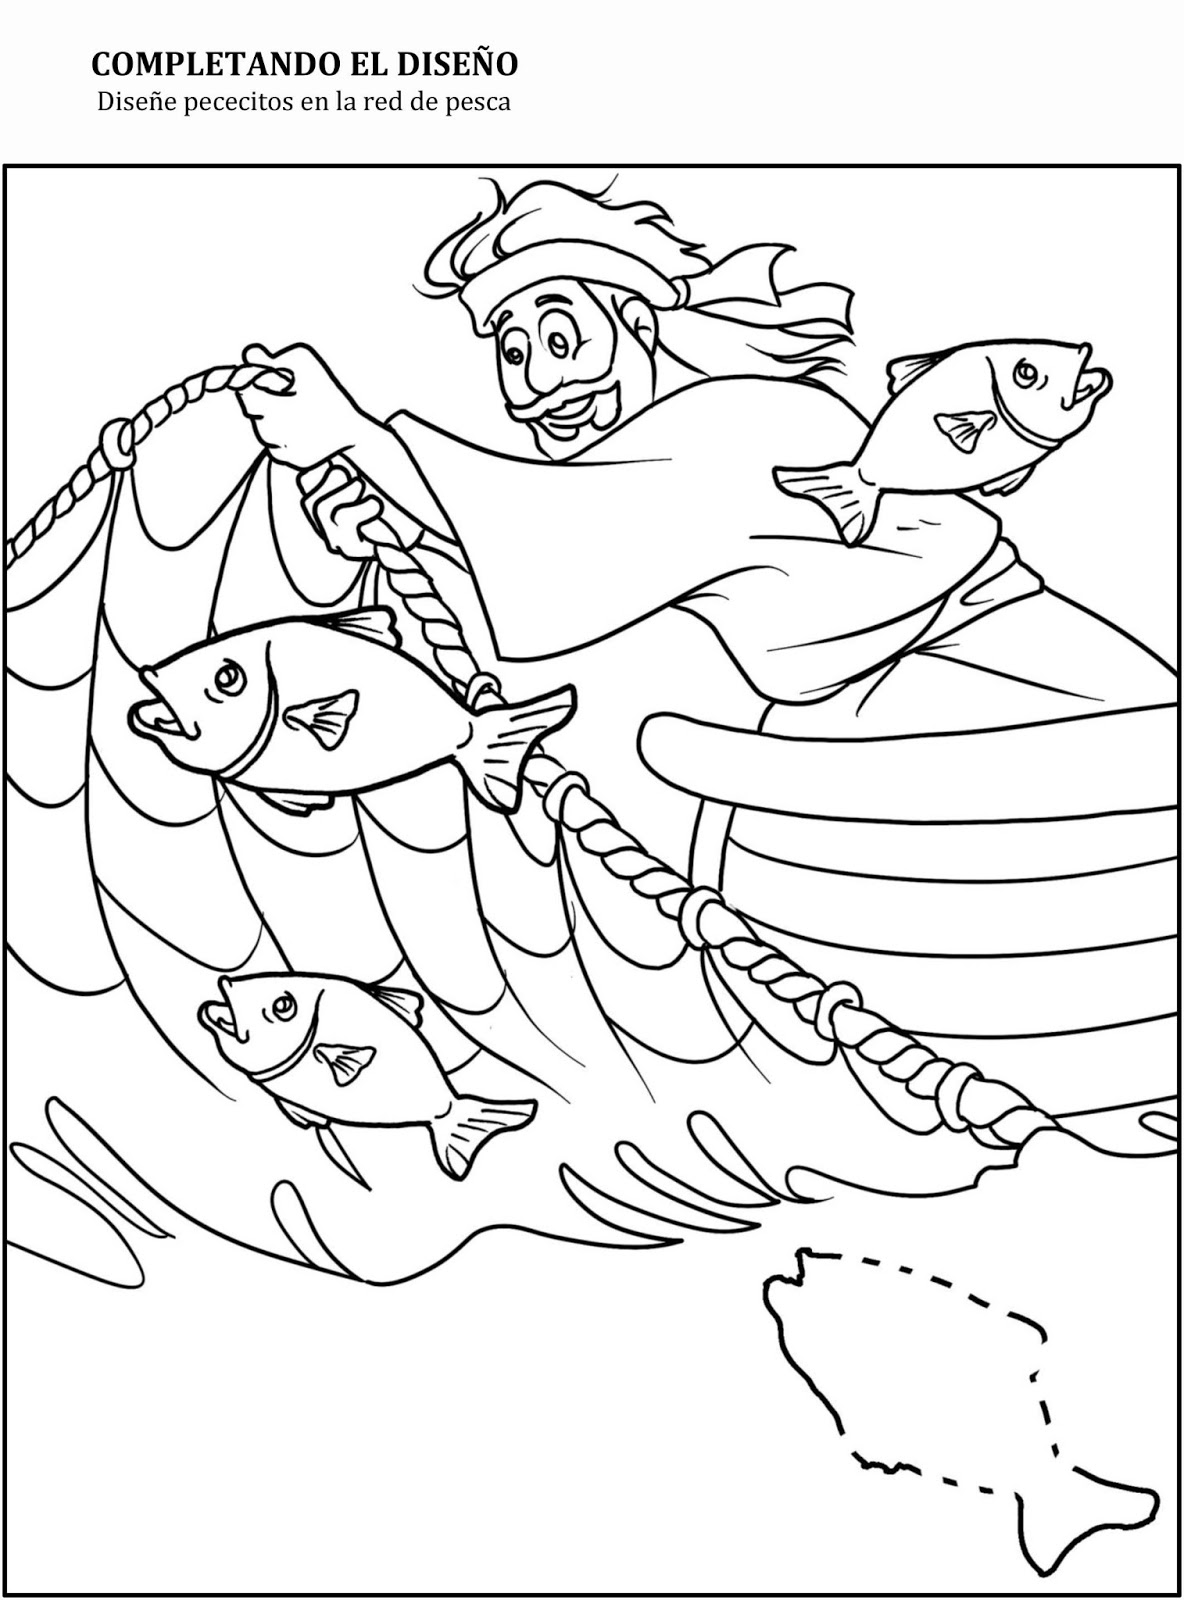 COMPLETANDO EL DISEÑO
Diseñe pececitos en la red de pesca